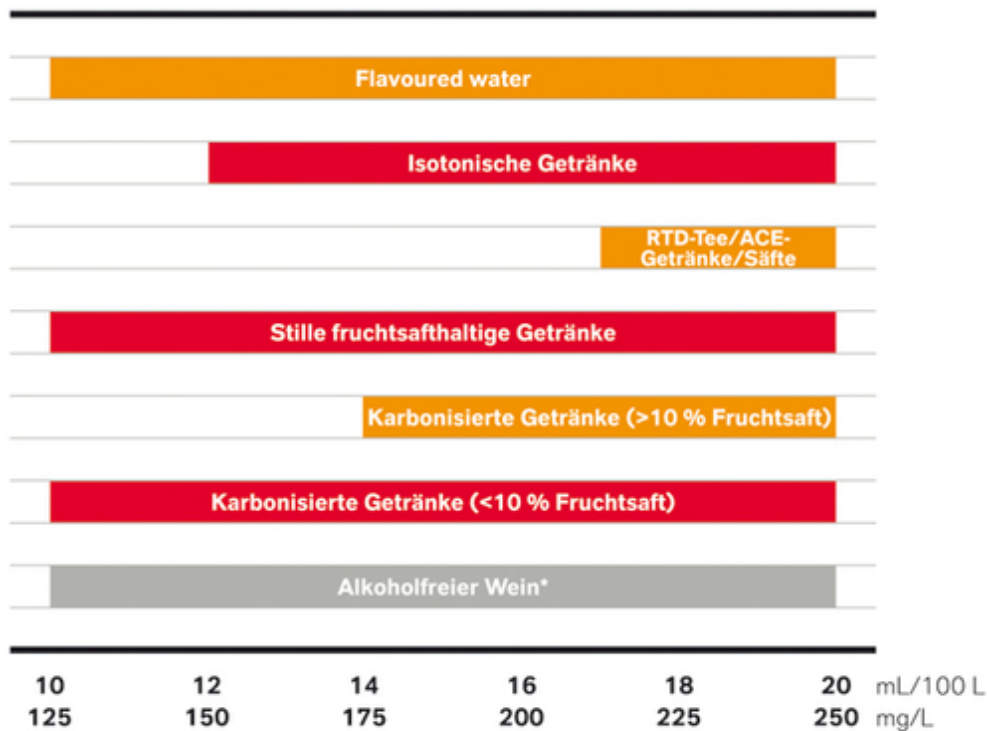 Flavoured water
Isotonische Getränke
RTD-Tee/ACE-
Getränke/Säfte
Stille fruchtsafthaltige Getränke
Karbonisierte Getränke (>10 % Fruchtsaft)
Karbonisierte Getränke (<10 % Fruchtsaft)
Alkoholfreier Wein*
10 12 14 16 18 20 mL/100 L
125 150 175 200 225 250 mg/L